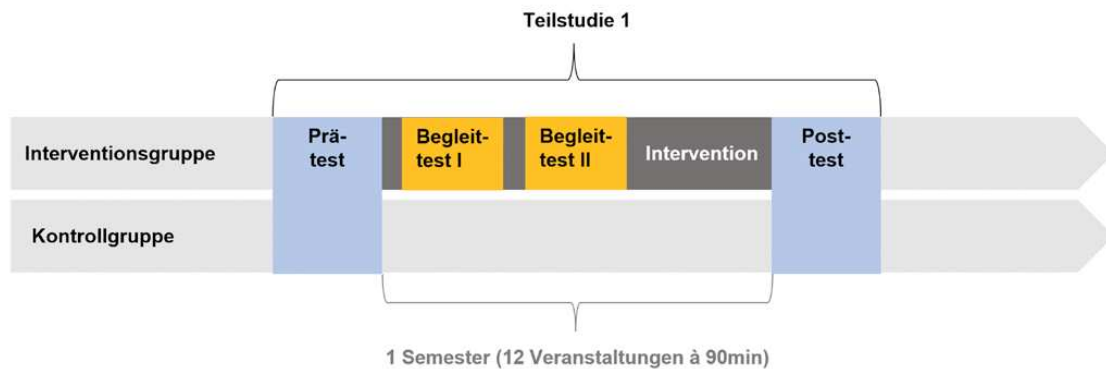 Teilstudie 1
Interventionsgruppe
Prä-
test
Begleit-
test I
Begleit-
test II
Intervention
Post-
test
Kontrollgruppe
1 Semester (12 Veranstaltungen à 90min)